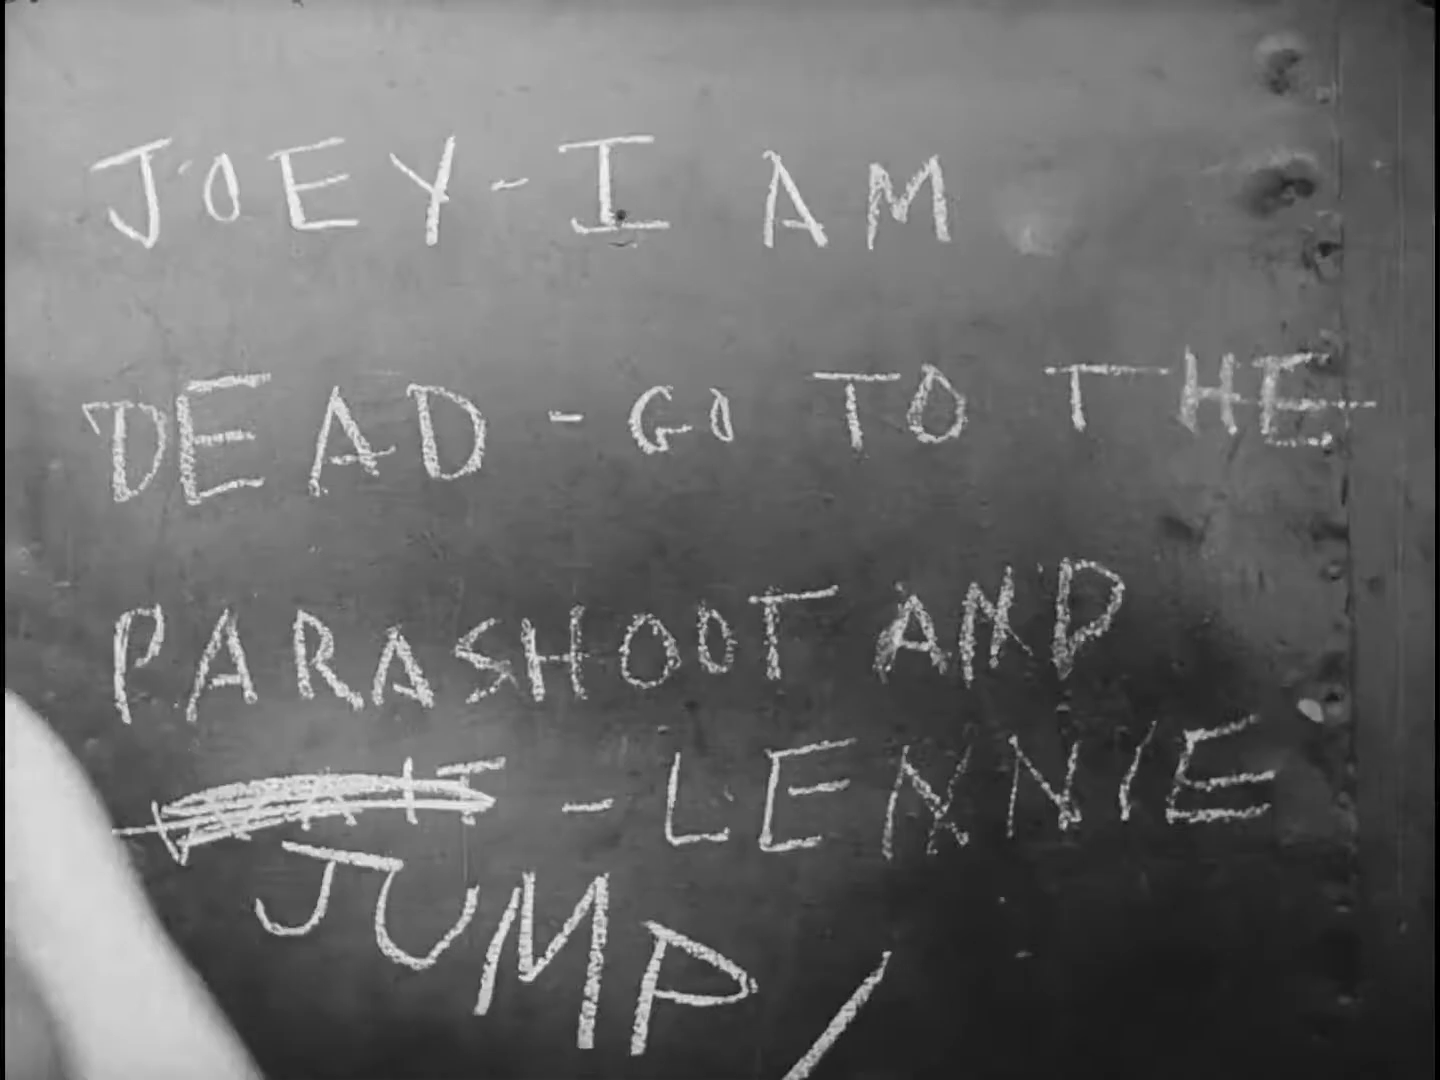 JOEY-I AM
DEAD-GO TO THE
PARASHOOT AND
-LENNIE
JUMP